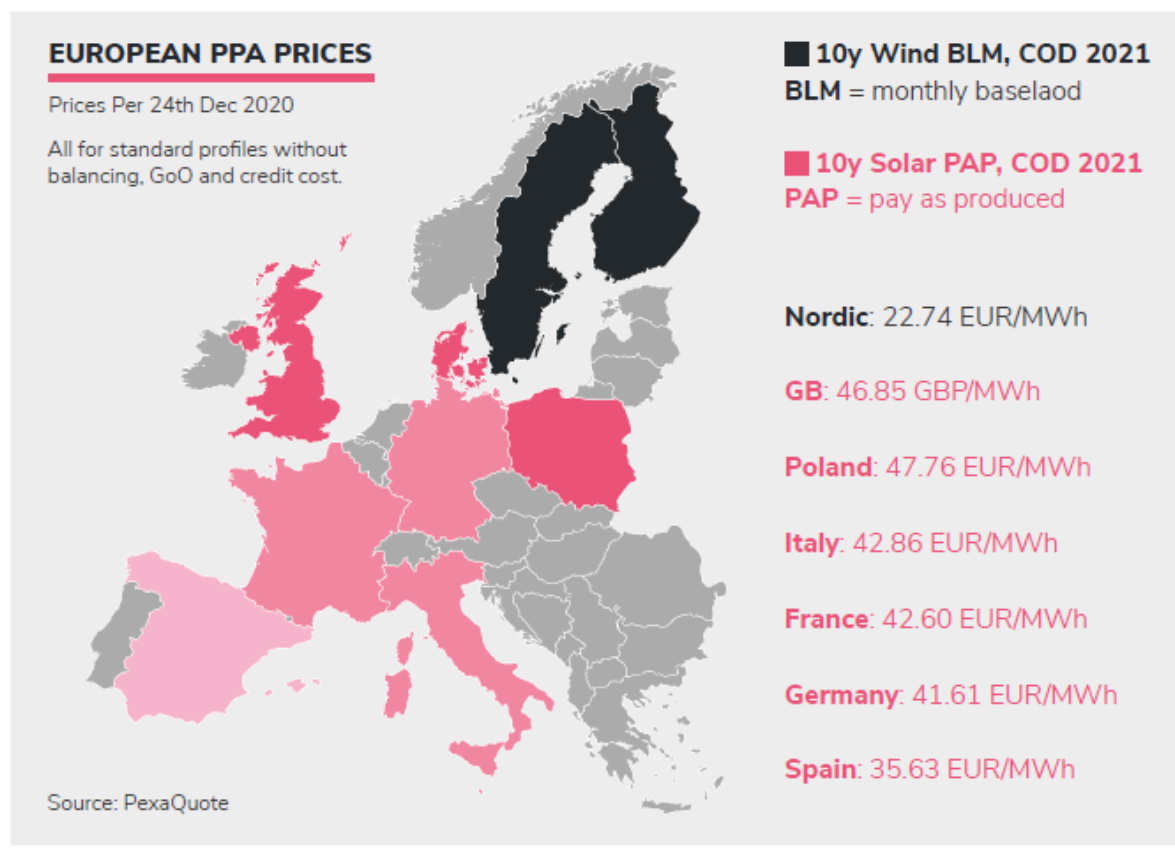 EUROPEAN PPA PRICES
Prices Per 24th Dec 2020
All for standard profiles without
balancing, GoO and credit cost.
10y Wind BLM, COD 2021
BLM = monthly baselaod
10y Solar PAP, COD 2021
PAP = pay as produced
Nordic: 22.74 EUR/MWh
GB: 46.85 GBP/MWh
Poland: 47.76 EUR/MWh
Italy: 42.86 EUR/MWh
France: 42.60 EUR/MWh
Germany: 41.61 EUR/MWh
Spain: 35.63 EUR/MWh
Source: PexaQuote